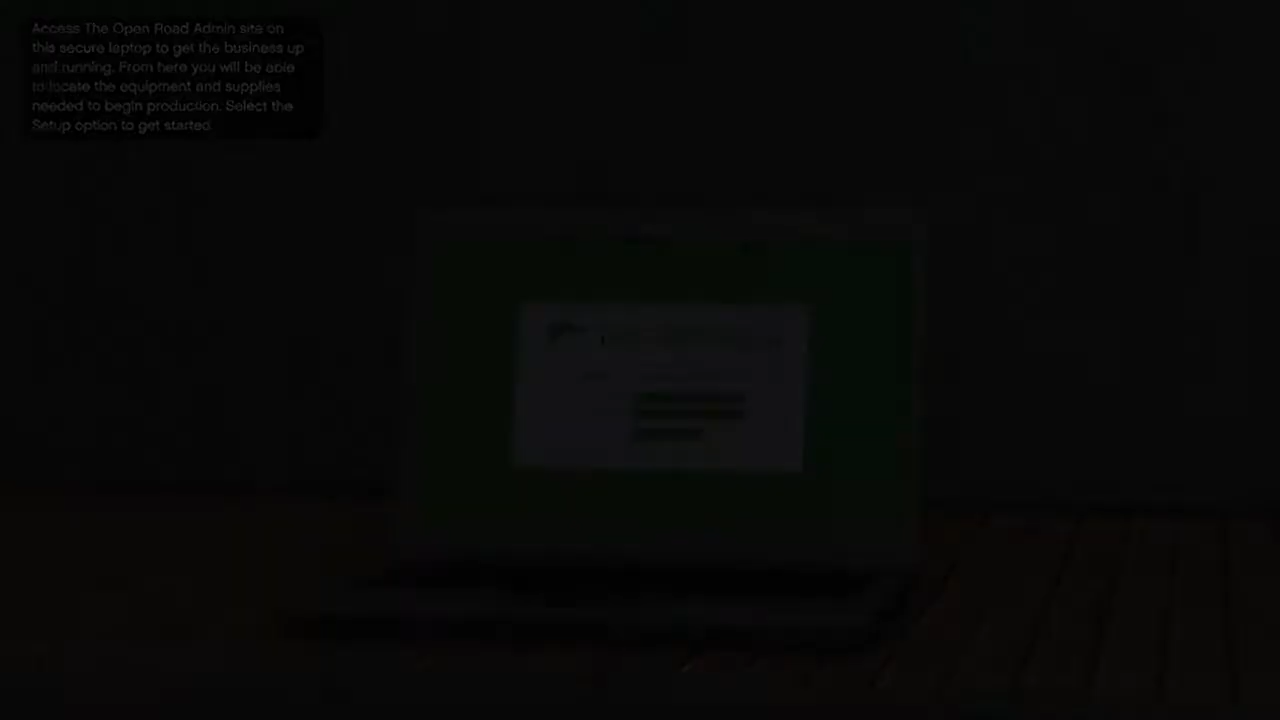 Access The Open Road Admin site on
this secure laptop to get the business up
and running. From here you will be able
to locate the equipment and supplies
needed to begin production. Select the
Setup option to get started.